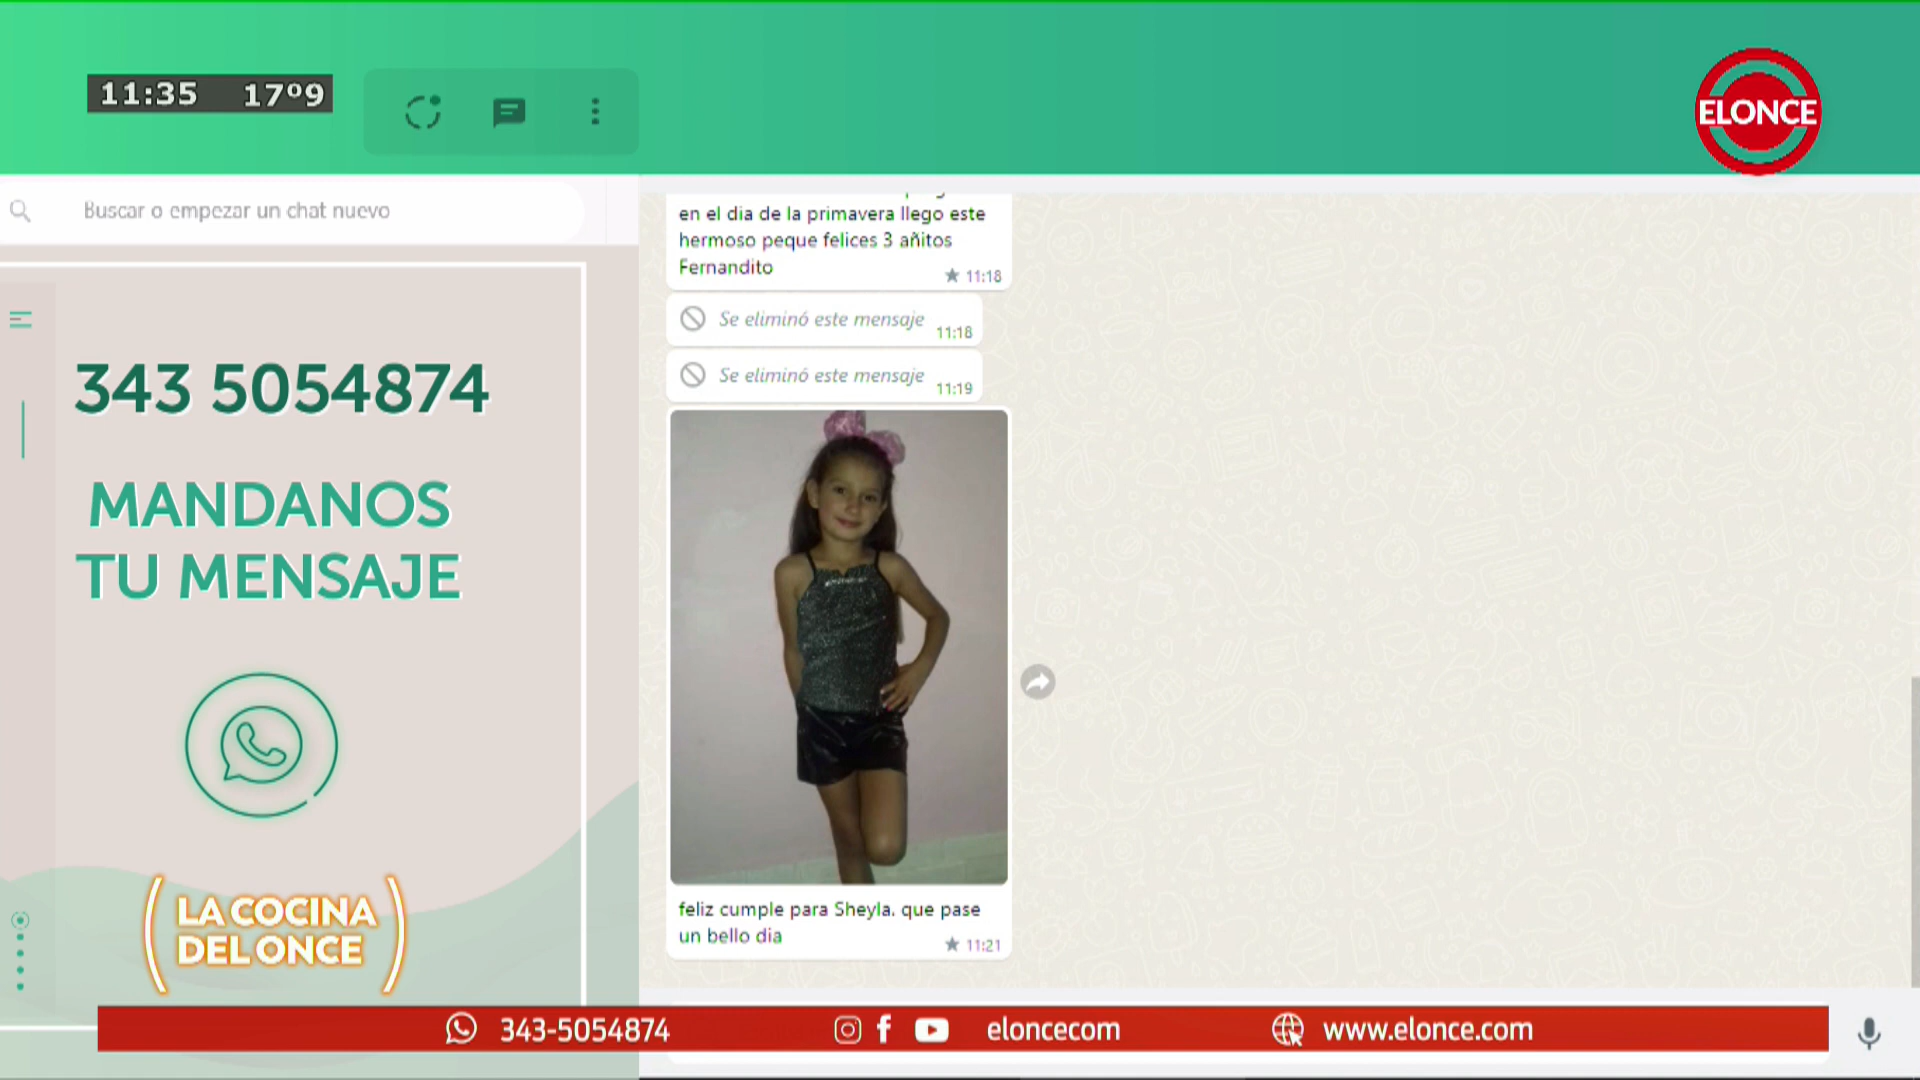 11:35 17º9
ELONCE
Buscar o empezar un chat nuevo
343 5054874
MANDANOS
TU MENSAJE
LA COCINA
DEL ONCE
en el dia de la primavera llego este
hermoso peque felices 3 añitos
Fernandito
11:18
Se eliminó este mensaje
11:18
Se eliminó este mensaje
11:19
feliz cumple para Sheyla. que pase
un bello dia
11:21
343-5054874 eloncecom www.elonce.com